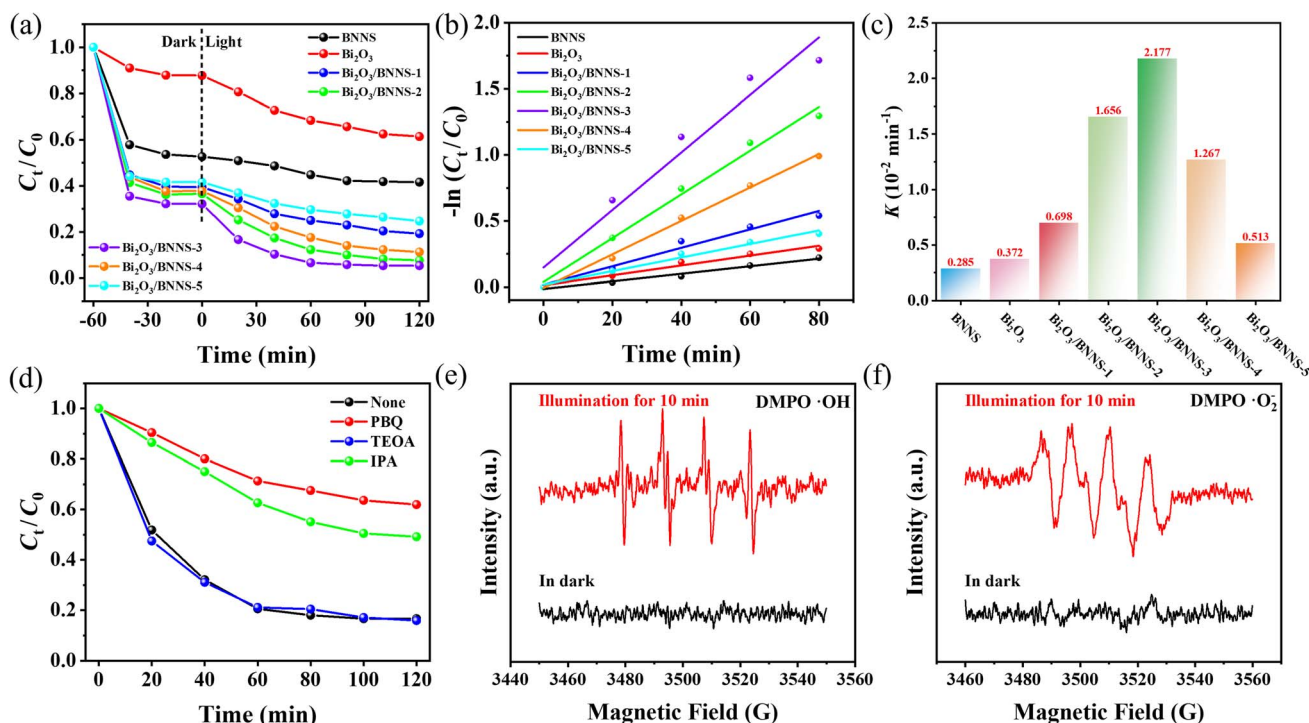 (a)
Dark
Light
BNNS
Bi₂O₃
Bi₂O₃/BNNS-1
Bi₂O₃/BNNS-2
Bi₂O₃/BNNS-3
Bi₂O₃/BNNS-4
Bi₂O₃/BNNS-5
Cₜ/C₀
1.0
0.8
0.6
0.4
0.2
0.0
-60 -30 0 30 60 90 120
Time (min)
(b)
BNNS
Bi₂O₃
Bi₂O₃/BNNS-1
Bi₂O₃/BNNS-2
Bi₂O₃/BNNS-3
Bi₂O₃/BNNS-4
Bi₂O₃/BNNS-5
-ln (Cₜ/C₀)
2.0
1.5
1.0
0.5
0.0
0 20 40 60 80
Time (min)
(c)
K (10⁻² min⁻¹)
2.5
2.0
1.5
1.0
0.5
0.0
0.285
0.372
0.698
1.656
2.177
1.267
0.513
BNNS
Bi₂O₃
Bi₂O₃/BNNS-1
Bi₂O₃/BNNS-2
Bi₂O₃/BNNS-3
Bi₂O₃/BNNS-4
Bi₂O₃/BNNS-5
(d)
None
PBQ
TEOA
IPA
Cₜ/C₀
1.0
0.8
0.6
0.4
0.2
0.0
0 20 40 60 80 100 120
Time (min)
(e)
Illumination for 10 min
DMPO ·OH
In dark
Intensity (a.u.)
3440 3460 3480 3500 3520 3540 3560
Magnetic Field (G)
(f)
Illumination for 10 min
DMPO ·O₂⁻
In dark
Intensity (a.u.)
3460 3480 3500 3520 3540 3560
Magnetic Field (G)